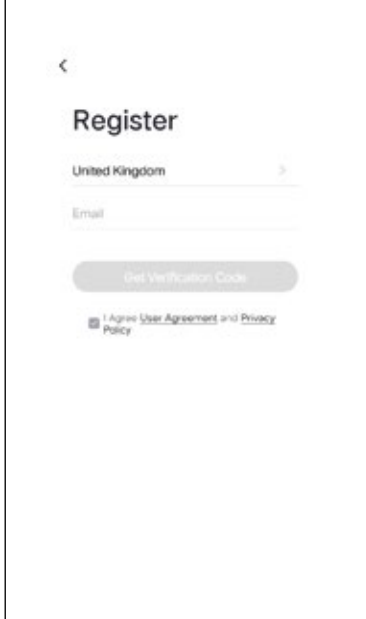 Register
United Kingdom
Email
Get Verification Code
I Agree User Agreement and Privacy
Policy